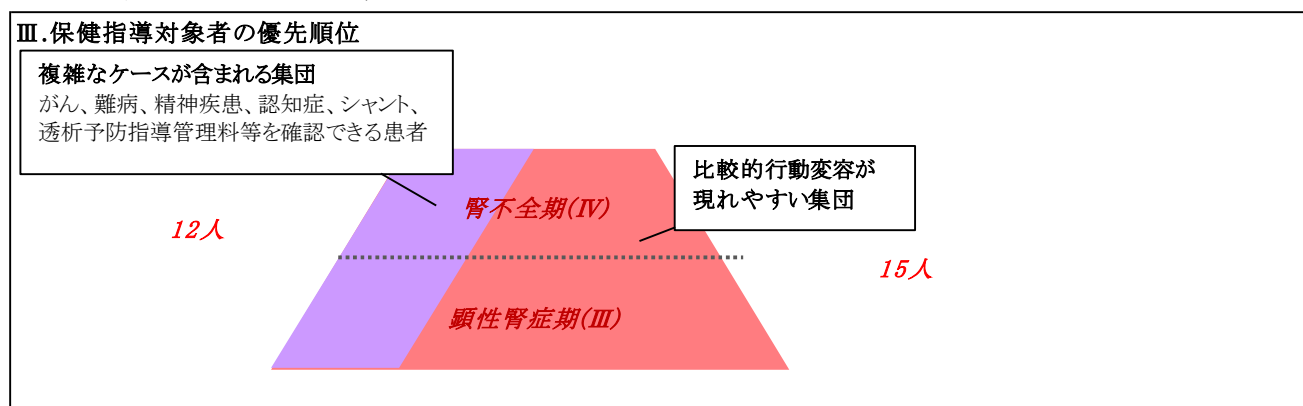 Ⅲ.保健指導対象者の優先順位
複雑なケースが含まれる集団
がん、難病、精神疾患、認知症、シャント、
透析予防指導管理料等を確認できる患者
比較的行動変容が
現れやすい集団
腎不全期(Ⅳ)
12人
15人
顕性腎症期(Ⅲ)